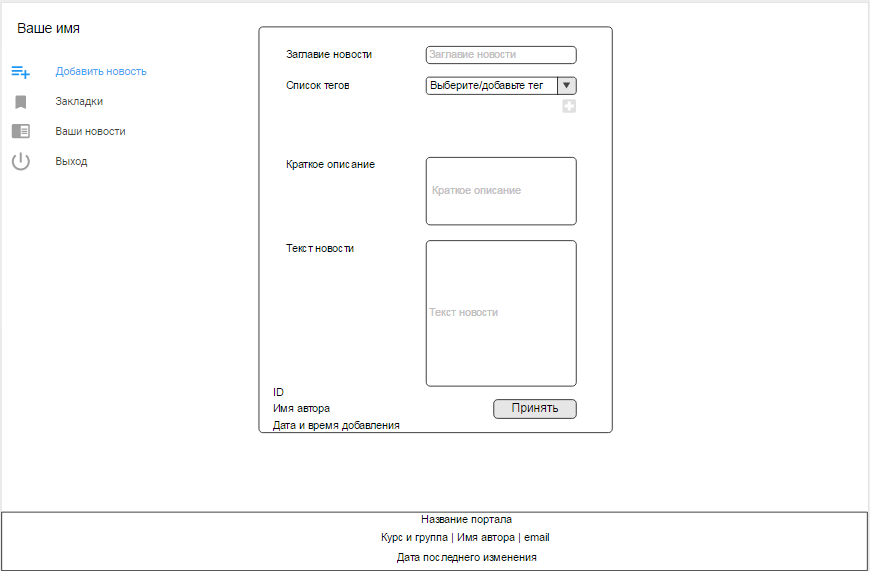 Ваше имя
Добавить новость
Закладки
Ваши новости
Выход
Заглавие новости
Заглавие новости
Список тегов
Выберите/добавьте тег
Краткое описание
Краткое описание
Текст новости
Текст новости
ID
Имя автора
Принять
Дата и время добавления
Название портала
Курс и группа | Имя автора | email
Дата последнего изменения